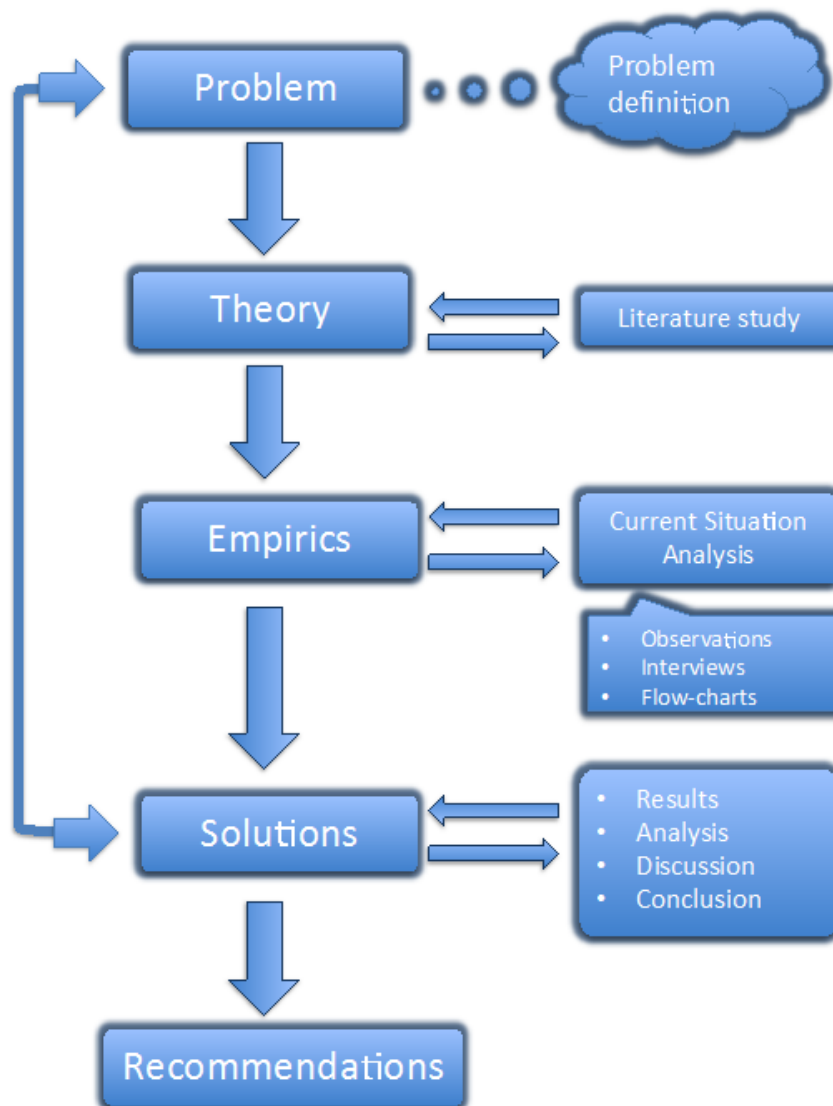 Problem
Problem
definition
Theory
Literature study
Empirics
Current Situation
Analysis
• Observations
• Interviews
• Flow-charts
Solutions
• Results
• Analysis
• Discussion
• Conclusion
Recommendations